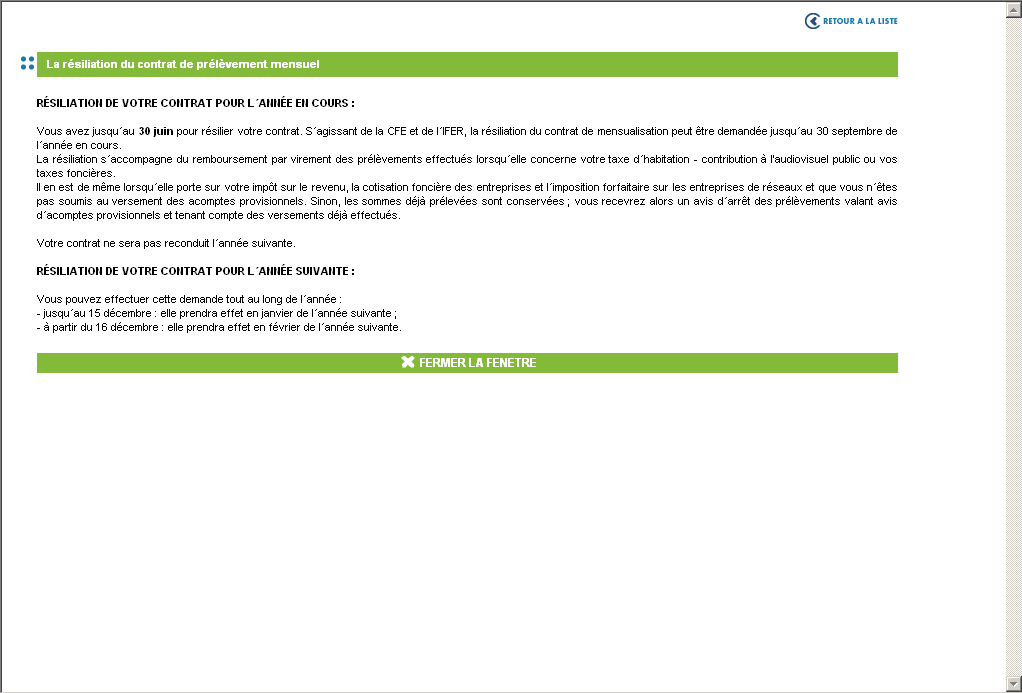 RETOUR A LA LISTE
La résiliation du contrat de prélèvement mensuel
RÉSILIATION DE VOTRE CONTRAT POUR L´ANNÉE EN COURS :
Vous avez jusqu´au 30 juin pour résilier votre contrat. S´agissant de la CFE et de l´IFER, la résiliation du contrat de mensualisation peut être demandée jusqu´au 30 septembre de
l´année en cours.
La résiliation s´accompagne du remboursement par virement des prélèvements effectués lorsqu´elle concerne votre taxe d´habitation - contribution à l'audiovisuel public ou vos
taxes foncières.
Il en est de même lorsqu´elle porte sur votre impôt sur le revenu, la cotisation foncière des entreprises et l´imposition forfaitaire sur les entreprises de réseaux et que vous n´êtes
pas soumis au versement des acomptes provisionnels. Sinon, les sommes déjà prélevées sont conservées ; vous recevrez alors un avis d´arrêt des prélèvements valant avis
d´acomptes provisionnels et tenant compte des versements déjà effectués.
Votre contrat ne sera pas reconduit l´année suivante.
RÉSILIATION DE VOTRE CONTRAT POUR L´ANNÉE SUIVANTE :
Vous pouvez effectuer cette demande tout au long de l´année :
- jusqu´au 15 décembre : elle prendra effet en janvier de l´année suivante ;
- à partir du 16 décembre : elle prendra effet en février de l´année suivante.
FERMER LA FENETRE